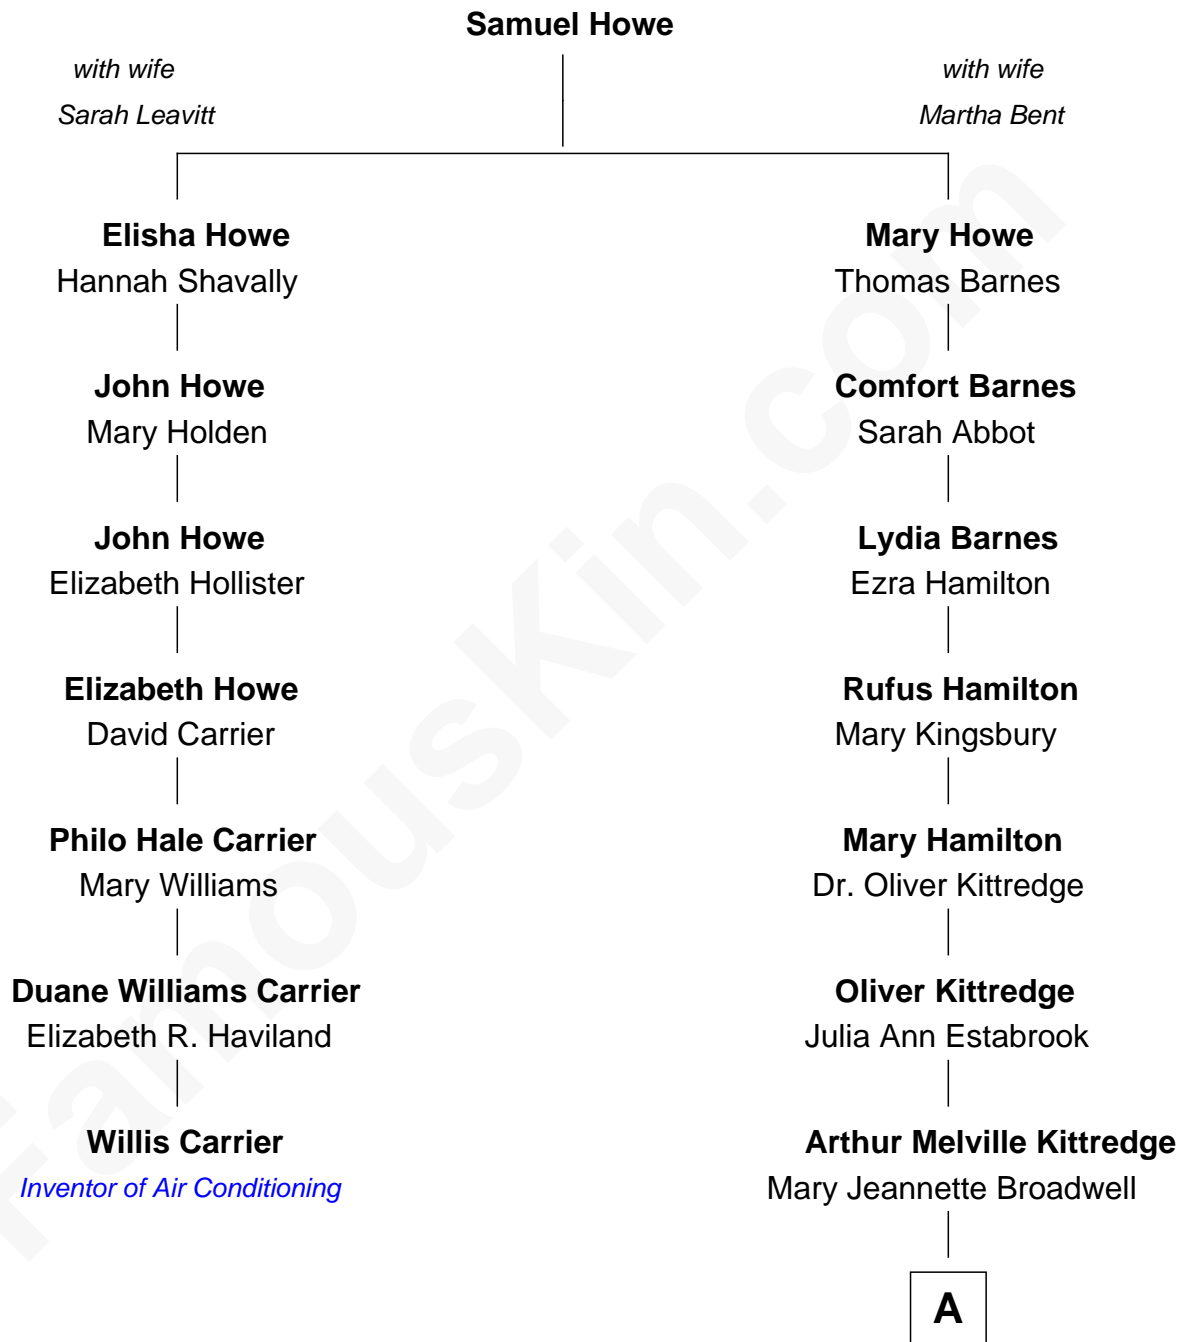 Samuel Howe
with wife
Sarah Leavitt
with wife
Martha Bent
Elisha Howe
Hannah Shavally
John Howe
Mary Holden
John Howe
Elizabeth Hollister
Elizabeth Howe
David Carrier
Philo Hale Carrier
Mary Williams
Duane Williams Carrier
Elizabeth R. Haviland
Willis Carrier
Inventor of Air Conditioning
Mary Howe
Thomas Barnes
Comfort Barnes
Sarah Abbot
Lydia Barnes
Ezra Hamilton
Rufus Hamilton
Mary Kingsbury
Mary Hamilton
Dr. Oliver Kittredge
Oliver Kittredge
Julia Ann Estabrook
Arthur Melville Kittredge
Mary Jeannette Broadwell
A
FamousKin.com